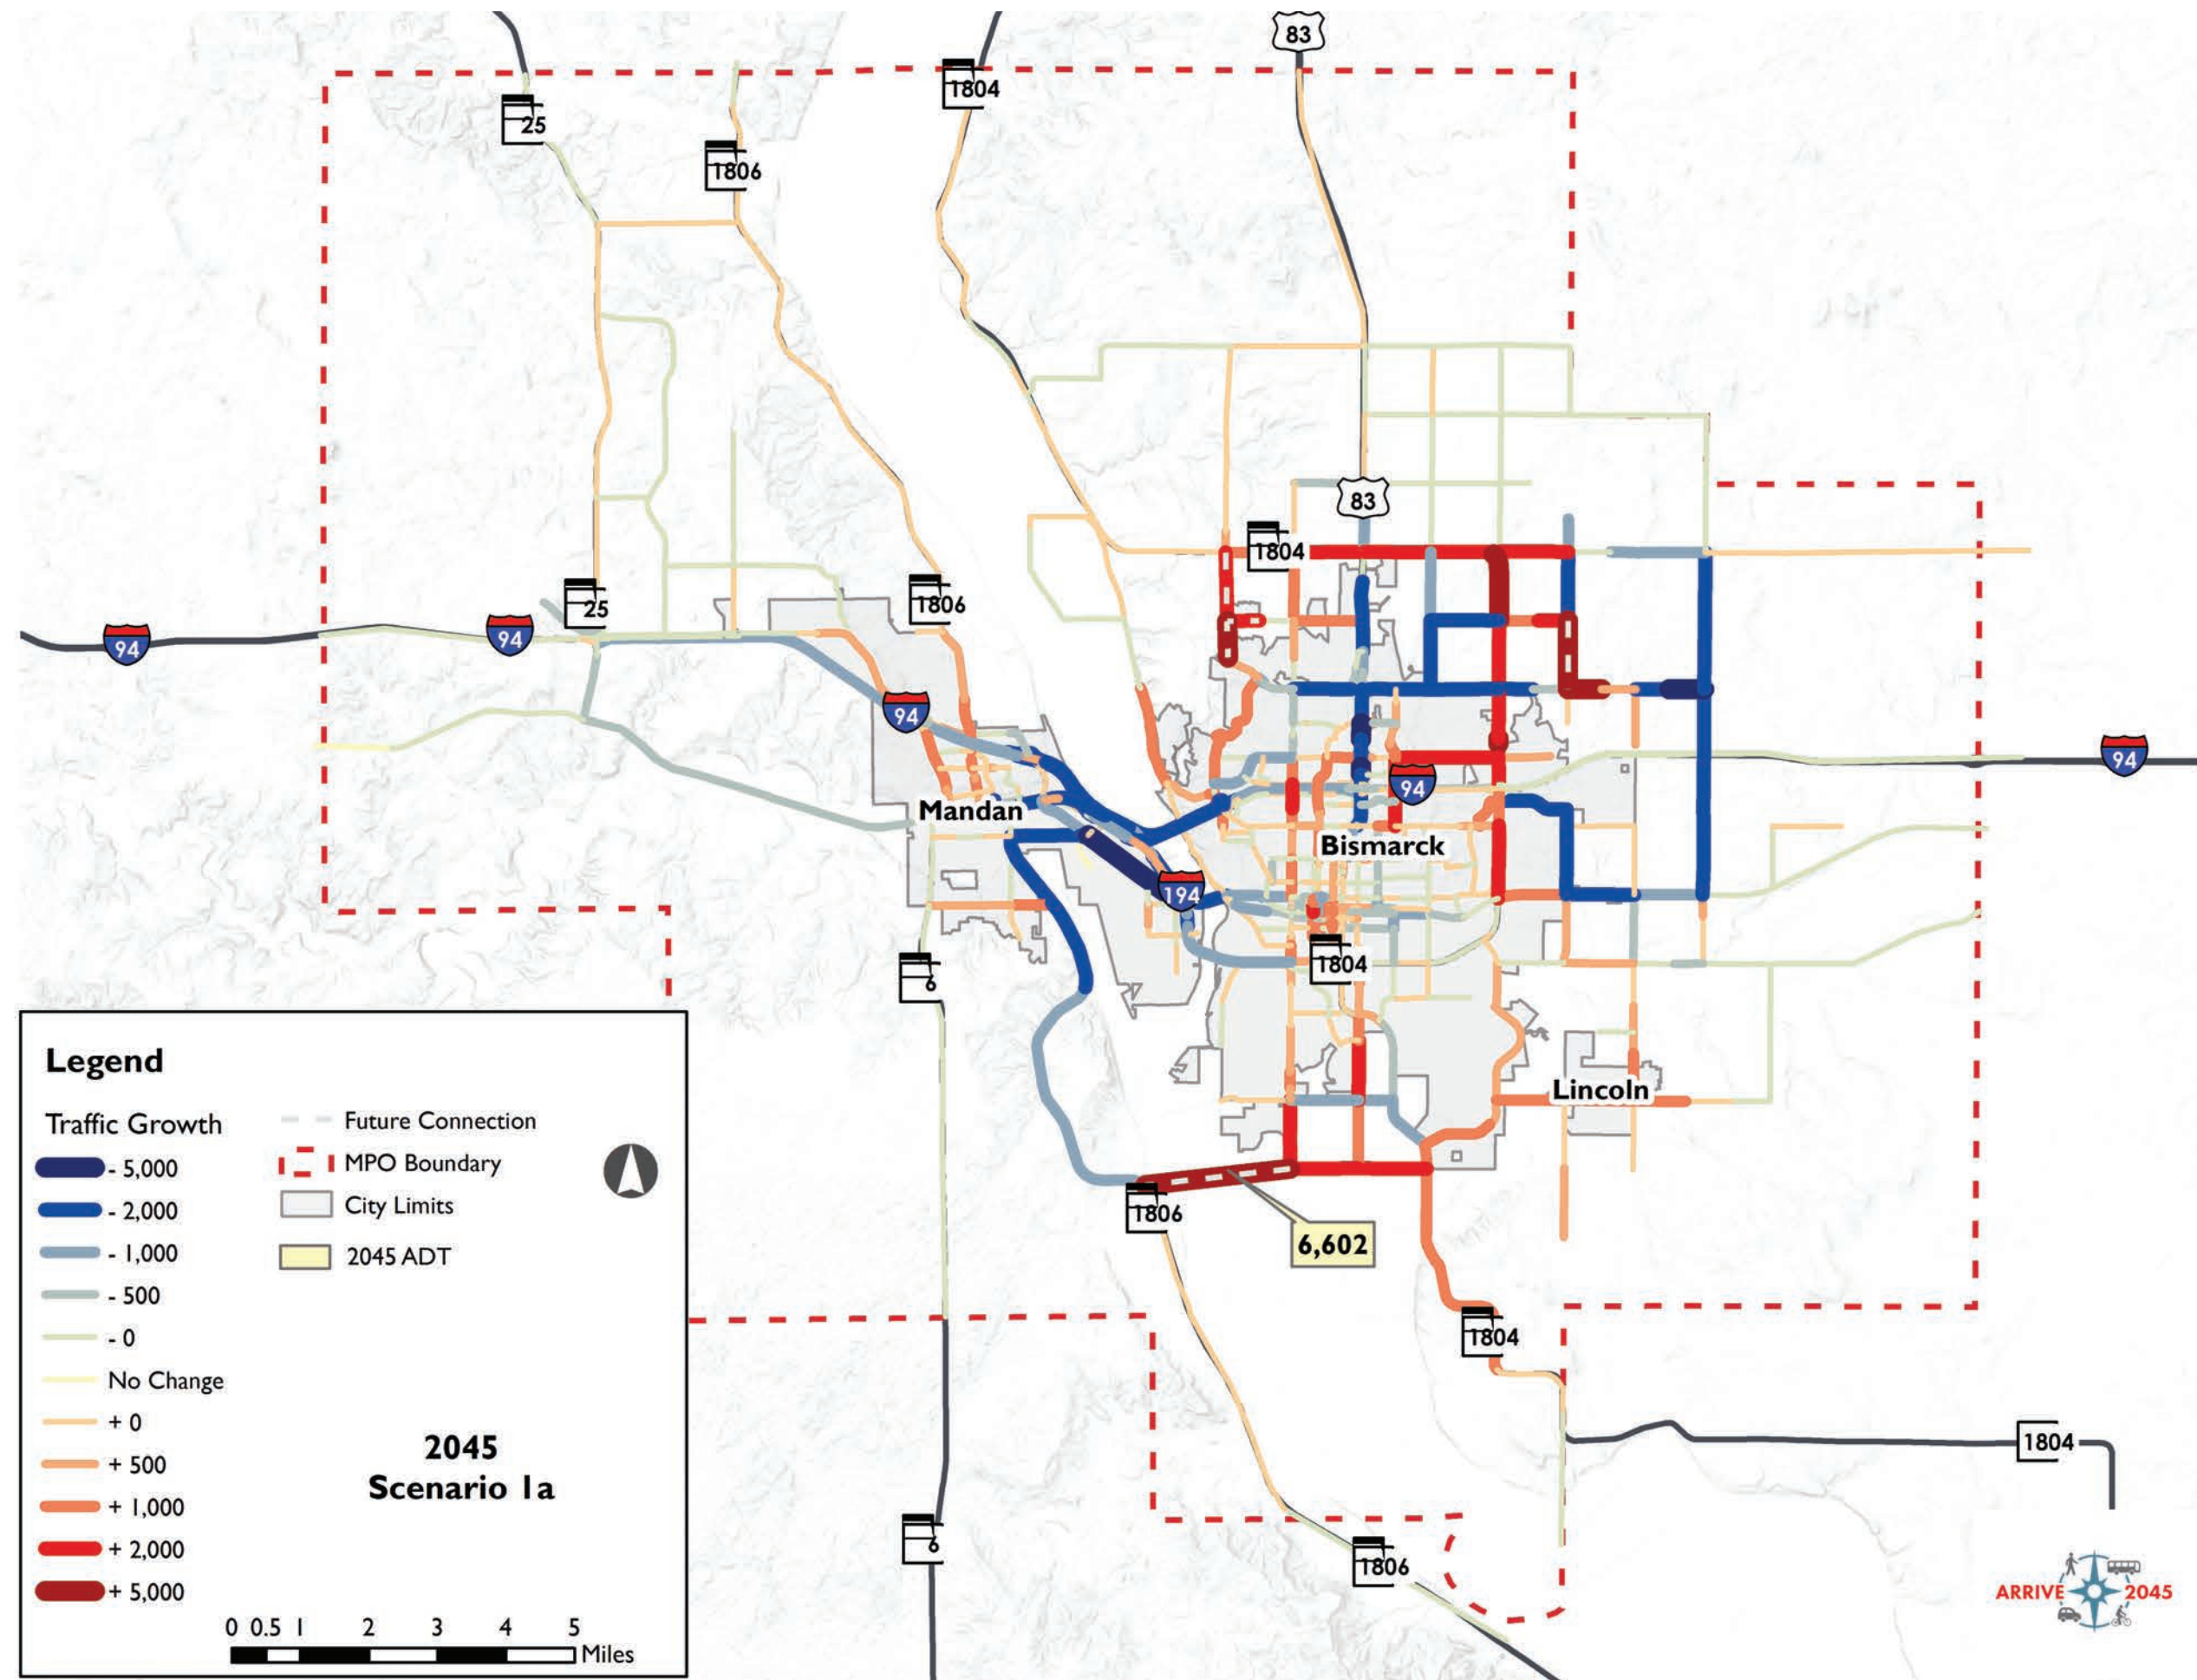 83
1804
25
1806
83
1804
25
1806
94
94
94
94
94
Mandan
Bismarck
194
1804
6
Lincoln
1806
6,602
1804
1804
6
1806
Legend
Traffic Growth
- 5,000
- 2,000
- 1,000
- 500
- 0
No Change
+ 0
+ 500
+ 1,000
+ 2,000
+ 5,000
Future Connection
MPO Boundary
City Limits
2045 ADT
2045
Scenario 1a
0 0.5 1 2 3 4 5
Miles
ARRIVE 2045